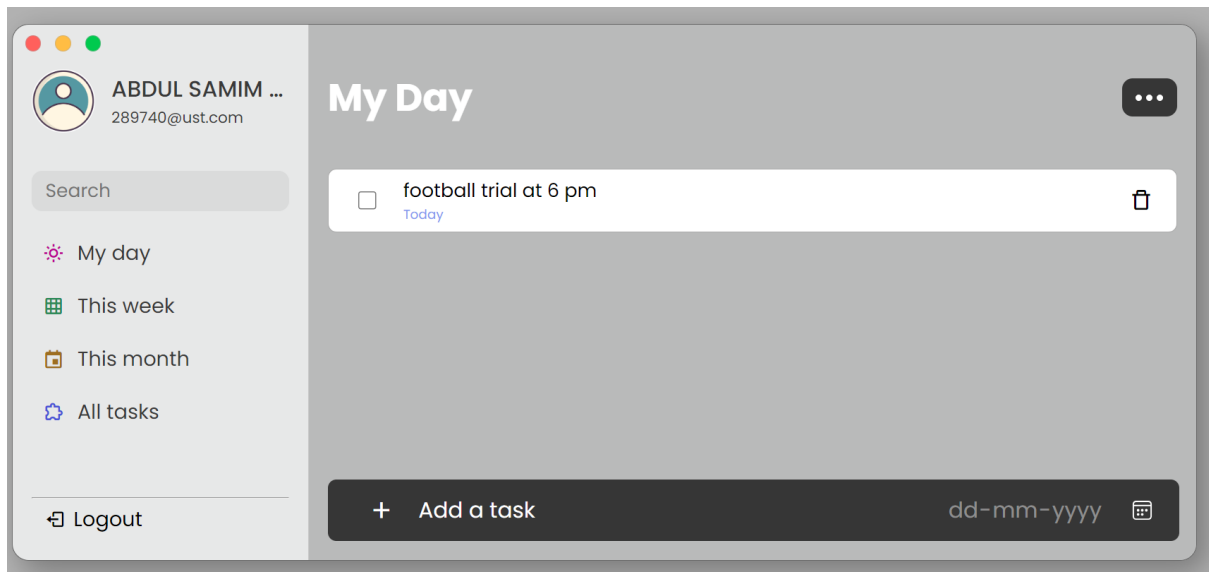 ABDUL SAMIM ...
289740@ust.com
Search
My day
This week
This month
All tasks
Logout
My Day
football trial at 6 pm
Today
+ Add a task
dd-mm-yyyy